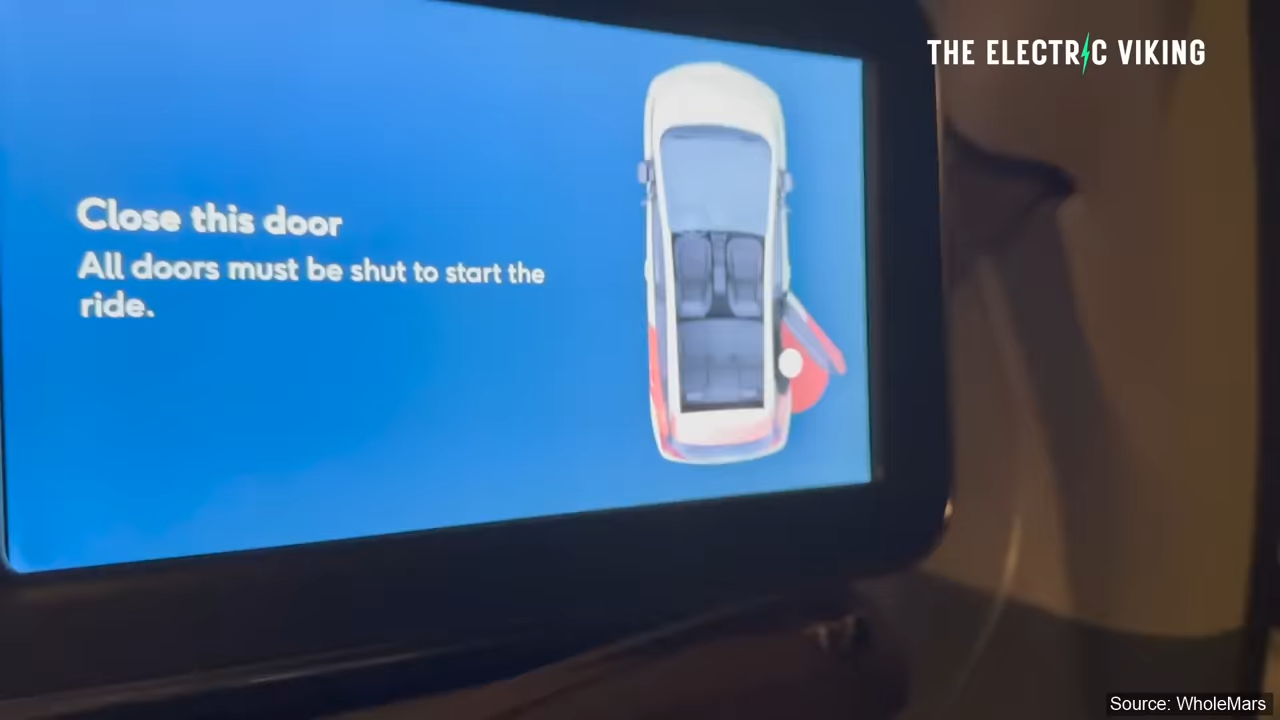 THE ELECTRIC VIKING
Close this door
All doors must be shut to start the
ride.
Source: WholeMars